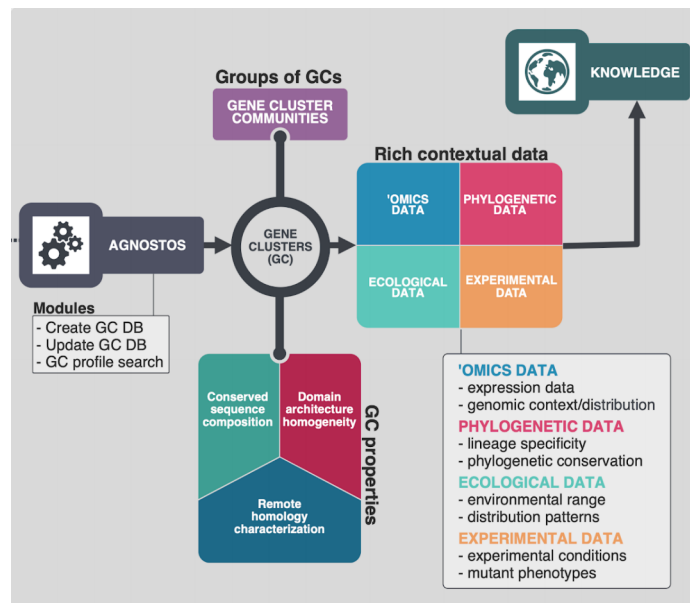 Groups of GCs
GENE CLUSTER
COMMUNITIES
KNOWLEDGE
Rich contextual data
'OMICS
DATA
PHYLOGENETIC
DATA
ECOLOGICAL
DATA
EXPERIMENTAL
DATA
AGNOSTOS
GENE
CLUSTERS
(GC)
Modules
- Create GC DB
- Update GC DB
- GC profile search
Conserved
sequence
composition
Domain
architecture
homogeneity
Remote
homology
characterization
GC properties
'OMICS DATA
- expression data
- genomic context/distribution
PHYLOGENETIC DATA
- lineage specificity
- phylogenetic conservation
ECOLOGICAL DATA
- environmental range
- distribution patterns
EXPERIMENTAL DATA
- experimental conditions
- mutant phenotypes